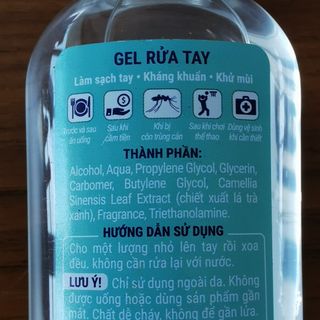 GEL RỬA TAY
Làm sạch tay • Kháng khuẩn • Khử mùi
Trước và sau Sau khi Khi bị Sau khi chơi Dùng vệ sinh
ăn uống cầm tiền côn trùng cắn thể thao khi cần thiết
THÀNH PHẦN:
Alcohol, Aqua, Propylene Glycol, Glycerin,
Carbomer, Butylene Glycol, Camellia
Sinensis Leaf Extract (chiết xuất lá trà
xanh), Fragrance, Triethanolamine.
HƯỚNG DẪN SỬ DỤNG
Cho một lượng nhỏ lên tay rồi xoa
đều. không cần rửa lại với nước.
LƯU Ý! Chỉ sử dụng ngoài da. Không
được uống hoặc dùng sản phẩm gần
mắt. Chất dễ cháy, không để gần lửa.